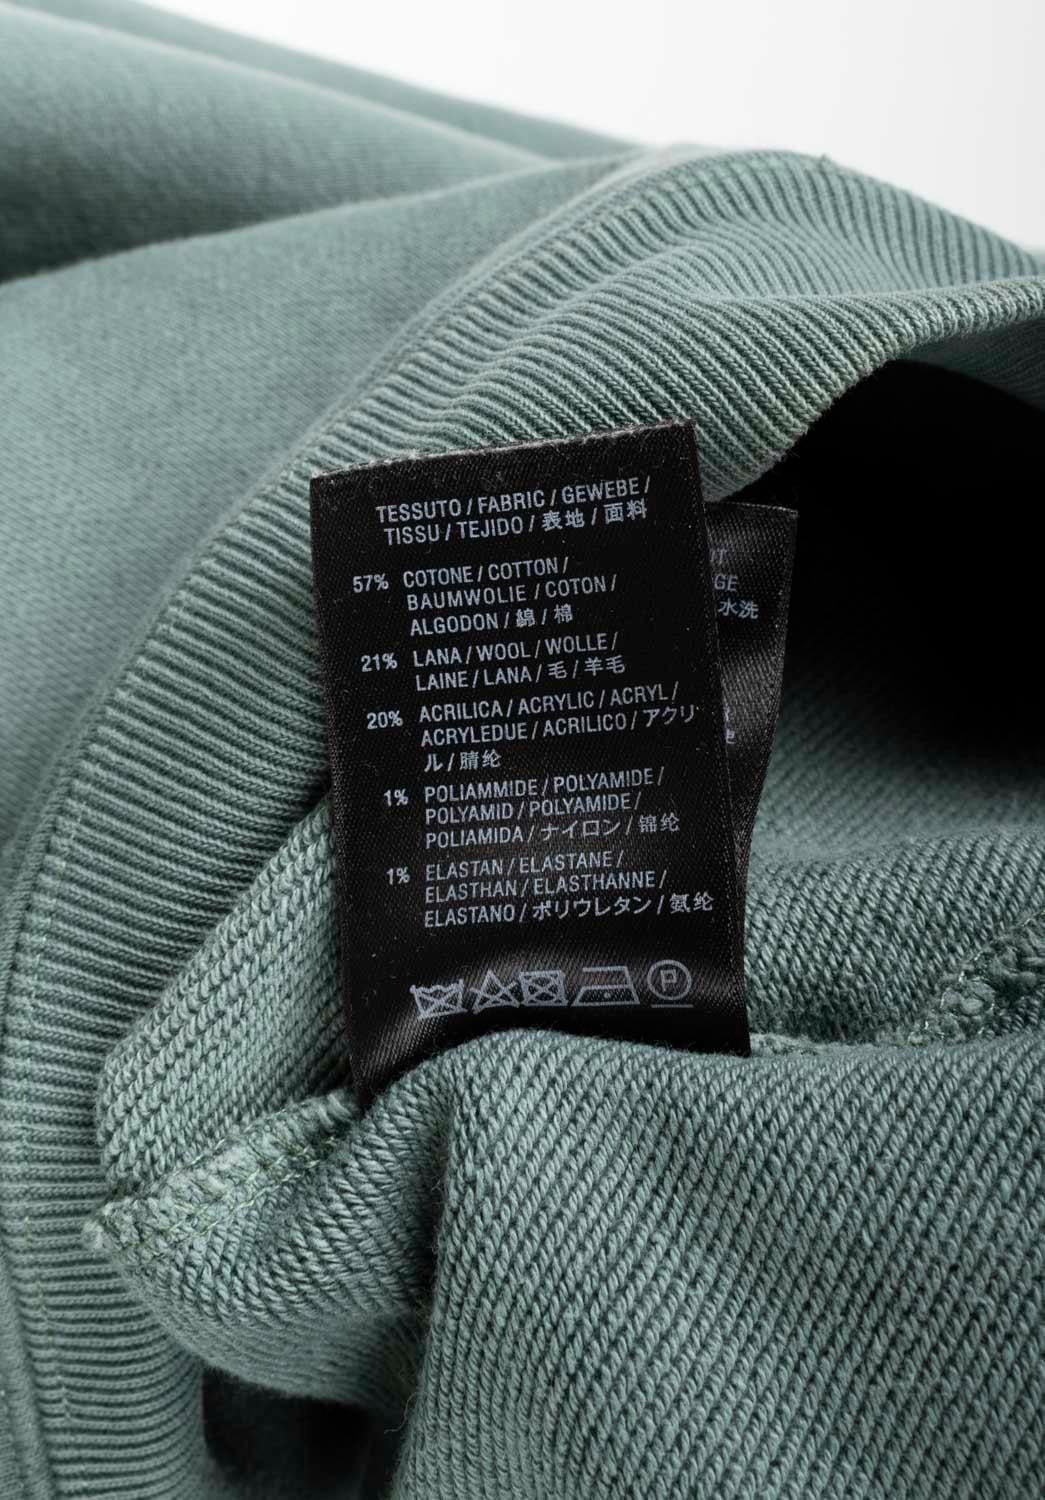 TESSUTO / FABRIC / GEWEBE /
TISSU / TEJIDO / 表地 / 面料
57% COTONE / COTTON /
BAUMWOLIE / COTON /
ALGODON / 綿 / 棉
21% LANA / WOOL / WOLLE /
LAINE / LANA / 毛 / 羊毛
20% ACRILICA / ACRYLIC / ACRYL /
ACRYLEDUE / ACRILICO / アクリ
ル / 腈纶
1% POLIAMMIDE / POLYAMIDE /
POLYAMID / POLYAMIDE /
POLIAMIDA / ナイロン / 锦纶
1% ELASTAN / ELASTANE /
ELASTHAN / ELASTHANNE /
ELASTANO / ポリウレタン / 氨纶
P
GE
水洗